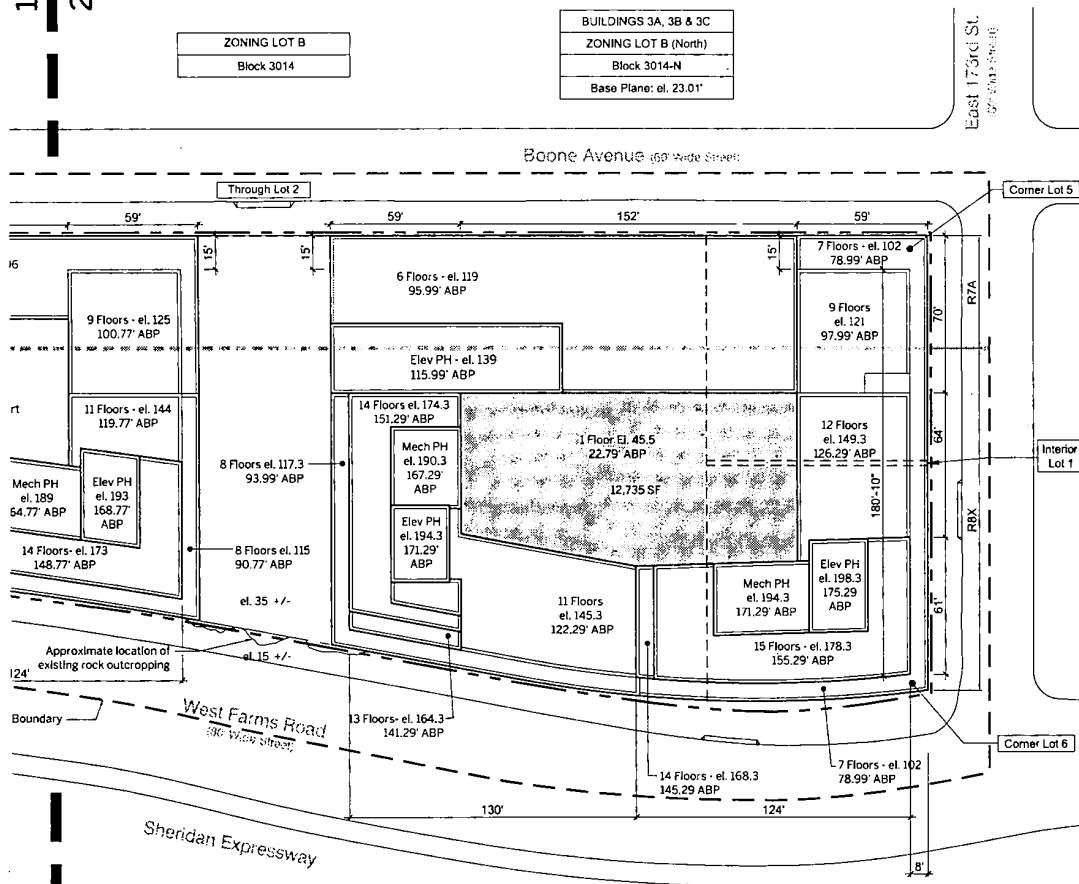 ZONING LOT B
Block 3014
BUILDINGS 3A, 3B & 3C
ZONING LOT B (North)
Block 3014-N
Base Plane: el. 23.01'
East 173rd St.
Boone Avenue (60' Wide Street)
Through Lot 2
Corner Lot 5
59'
59'
152'
59'
15'
15'
15'
7 Floors - el. 102
78.99' ABP
6 Floors - el. 119
95.99' ABP
9 Floors - el. 125
100.77' ABP
9 Floors
el. 121
97.99' ABP
70'
R7A
Elev PH - el. 139
115.99' ABP
11 Floors - el. 144
119.77' ABP
14 Floors el. 174.3
151.29' ABP
1 Floor El. 45.5
22.79' ABP
12,735 SF
12 Floors
el. 149.3
126.29' ABP
64'
Interior
Lot 1
8 Floors el. 117.3
93.99' ABP
Mech PH
el. 190.3
167.29'
ABP
180'-10"
R8X
Mech PH
el. 189
64.77' ABP
Elev PH
el. 193
168.77'
ABP
Elev PH
el. 194.3
171.29'
ABP
14 Floors- el. 173
148.77' ABP
8 Floors el. 115
90.77' ABP
Mech PH
el. 194.3
171.29' ABP
Elev PH
el. 198.3
175.29
ABP
61'
el. 35 +/-
11 Floors
el. 145.3
122.29' ABP
15 Floors - el. 178.3
155.29' ABP
Approximate location of
existing rock outcropping
el. 15 +/-
124'
Boundary
West Farms Road
13 Floors- el. 164.3
141.29' ABP
Corner Lot 6
7 Floors - el. 102
78.99' ABP
14 Floors - el. 168.3
145.29 ABP
130'
124'
Sheridan Expressway
8'